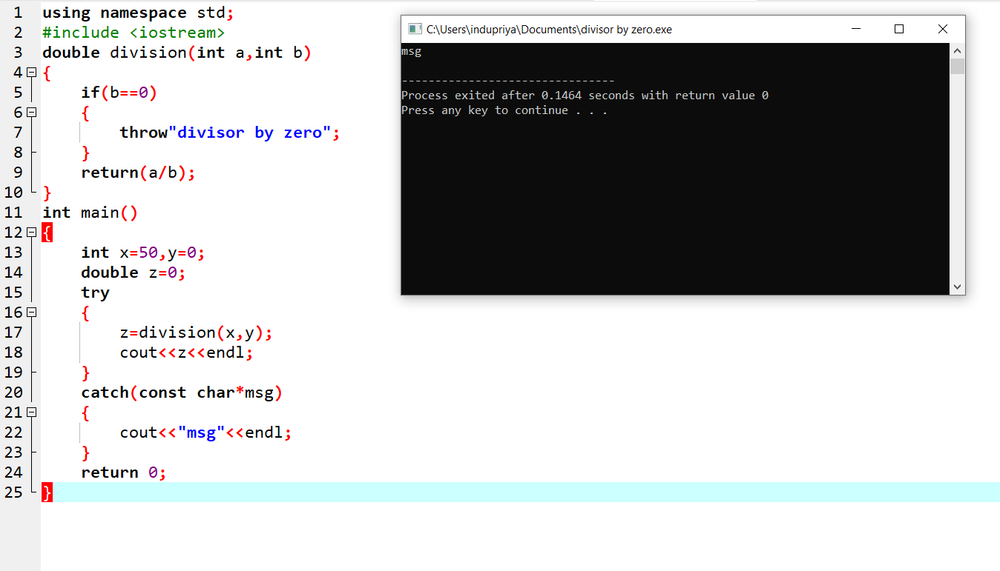 1 using namespace std;
2 #include <iostream>
3 double division(int a,int b)
4 {
5 if(b==0)
6 {
7 throw"divisor by zero";
8 }
9 return(a/b);
10 }
11 int main()
12 {
13 int x=50,y=0;
14 double z=0;
15 try
16 {
17 z=division(x,y);
18 cout<<z<<endl;
19 }
20 catch(const char*msg)
21 {
22 cout<<"msg"<<endl;
23 }
24 return 0;
25 }
C:\Users\indupriya\Documents\divisor by zero.exe
msg
--------------------------------
Process exited after 0.1464 seconds with return value 0
Press any key to continue . . .